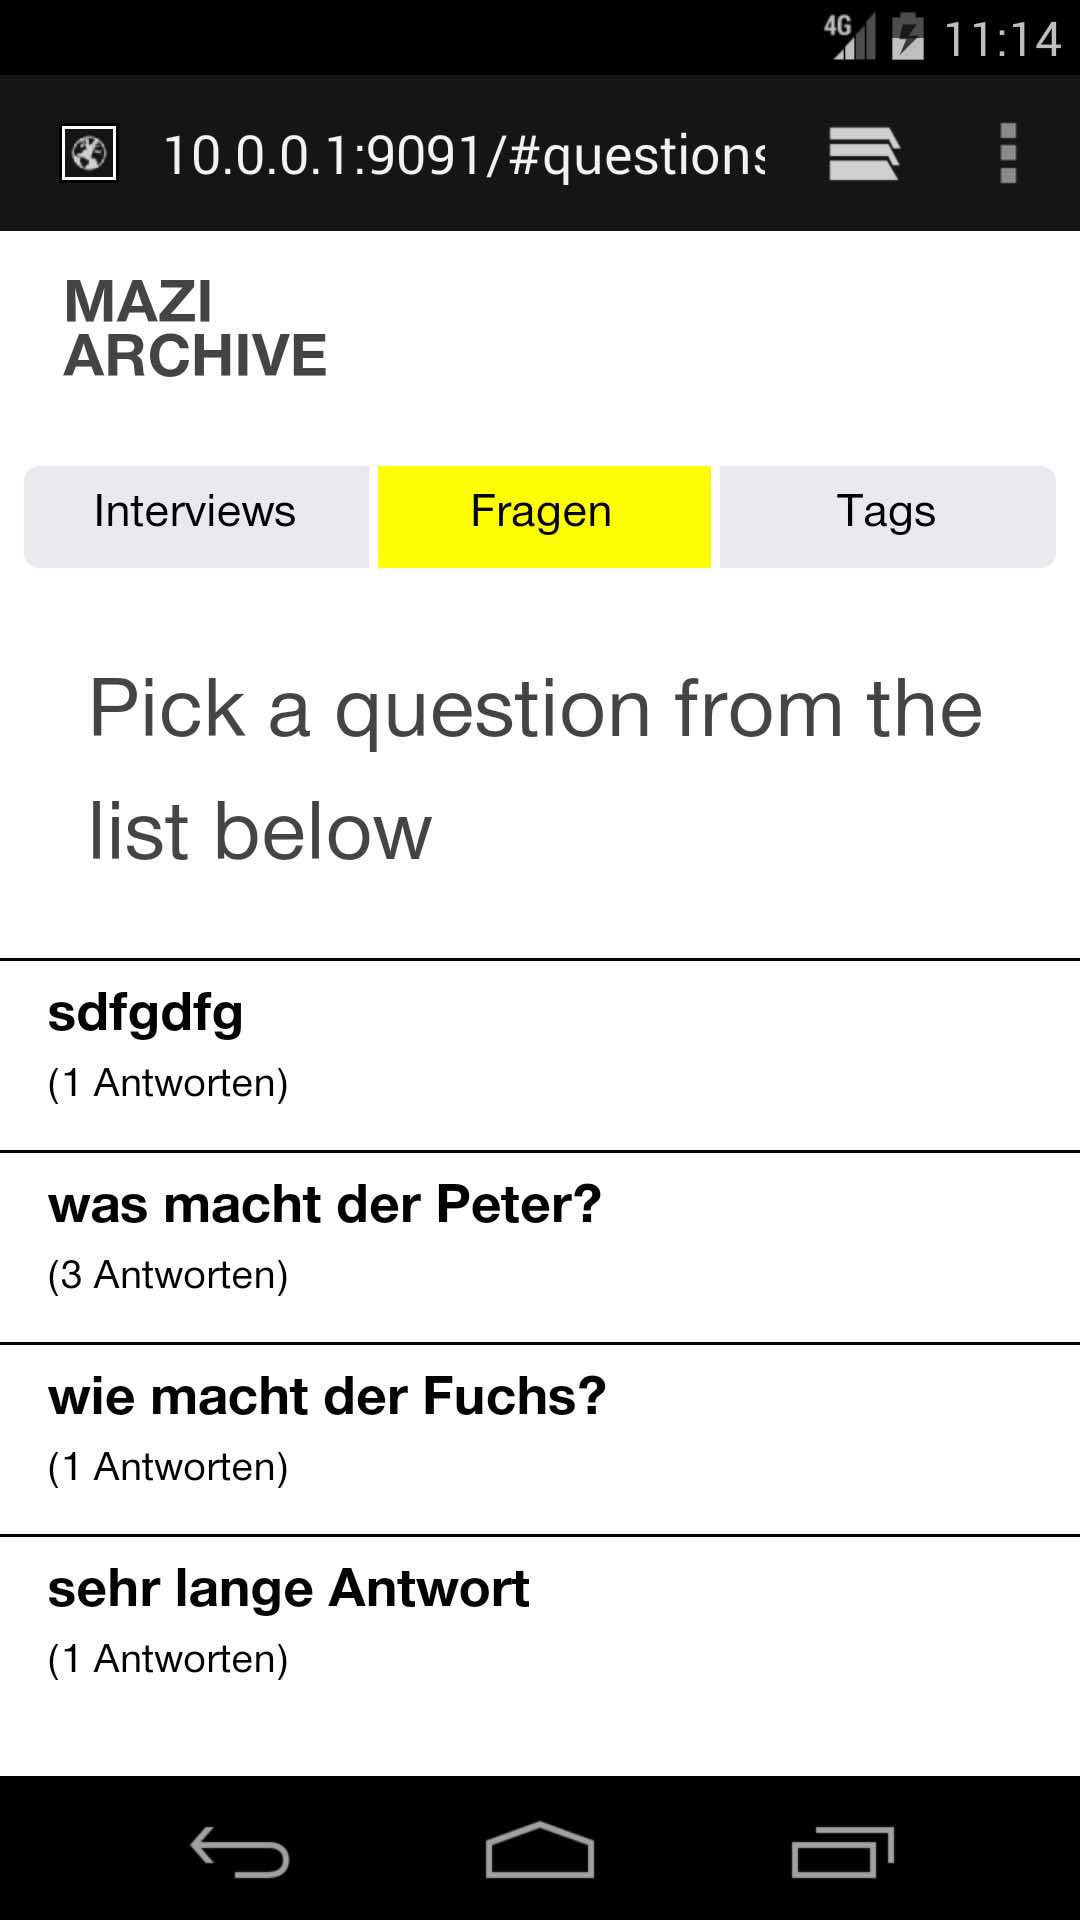 4G 11:14
10.0.0.1:9091/#questions
MAZI
ARCHIVE
Interviews Fragen Tags
Pick a question from the
list below
sdfgdfg
(1 Antworten)
was macht der Peter?
(3 Antworten)
wie macht der Fuchs?
(1 Antworten)
sehr lange Antwort
(1 Antworten)